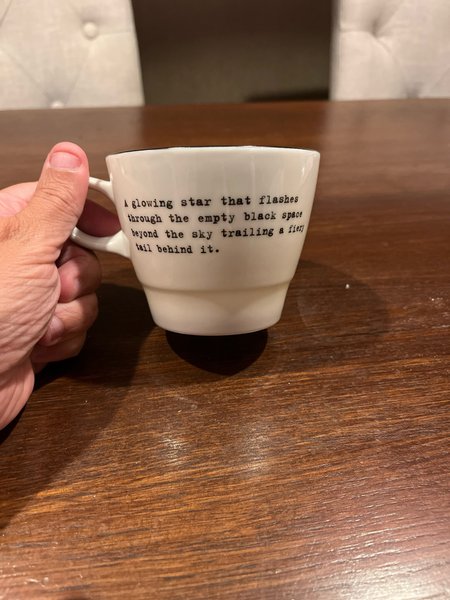 A glowing star that flashes
through the empty black space
beyond the sky trailing a fiery
tail behind it.